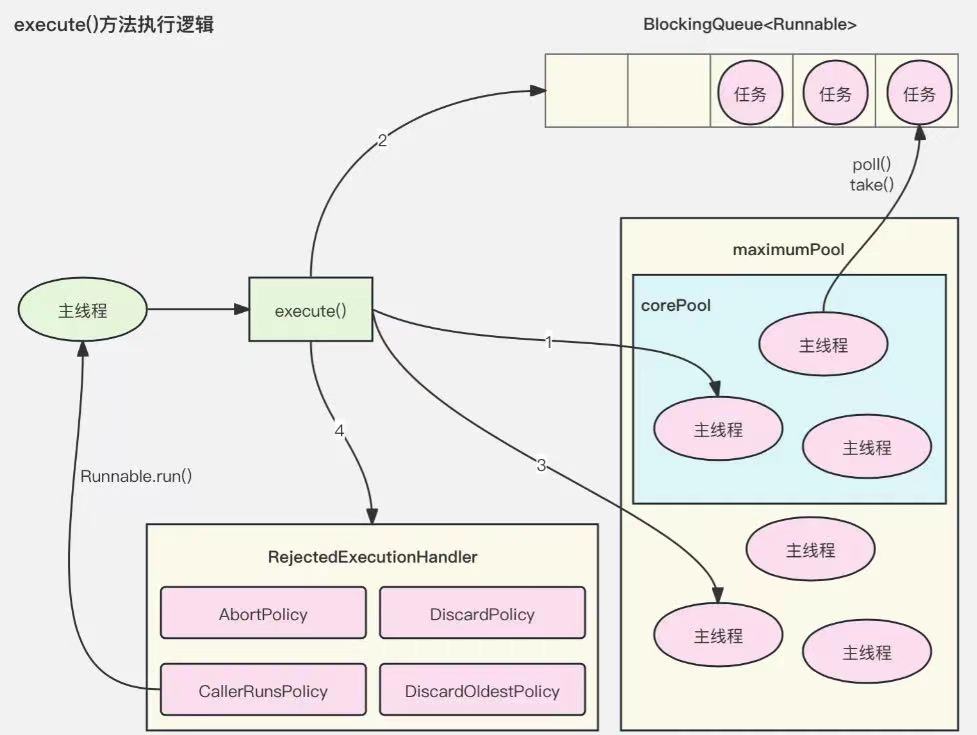 execute()方法执行逻辑
BlockingQueue<Runnable>
任务
任务
任务
2
poll()
take()
maximumPool
corePool
主线程
execute()
1
主线程
主线程
主线程
4
3
Runnable.run()
RejectedExecutionHandler
主线程
AbortPolicy
DiscardPolicy
主线程
主线程
CallerRunsPolicy
DiscardOldestPolicy